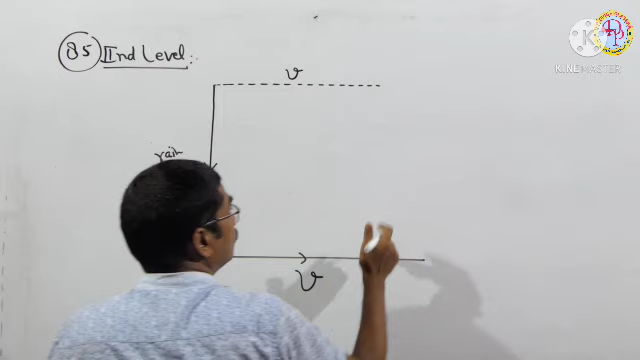 85 IInd Level :-
v
rain
v
KINEMASTER